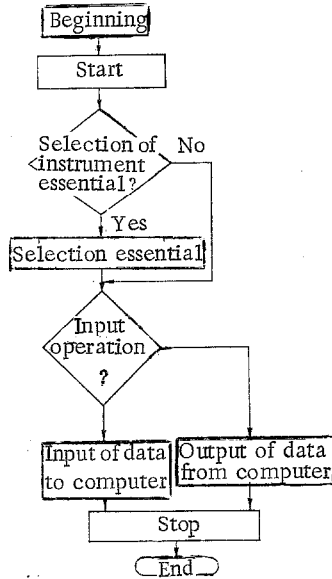 Beginning
Start
Selection of
instrument
essential?
No
Yes
Selection essential
Input
operation
?
Input of data
to computer
Output of data
from computer
Stop
End